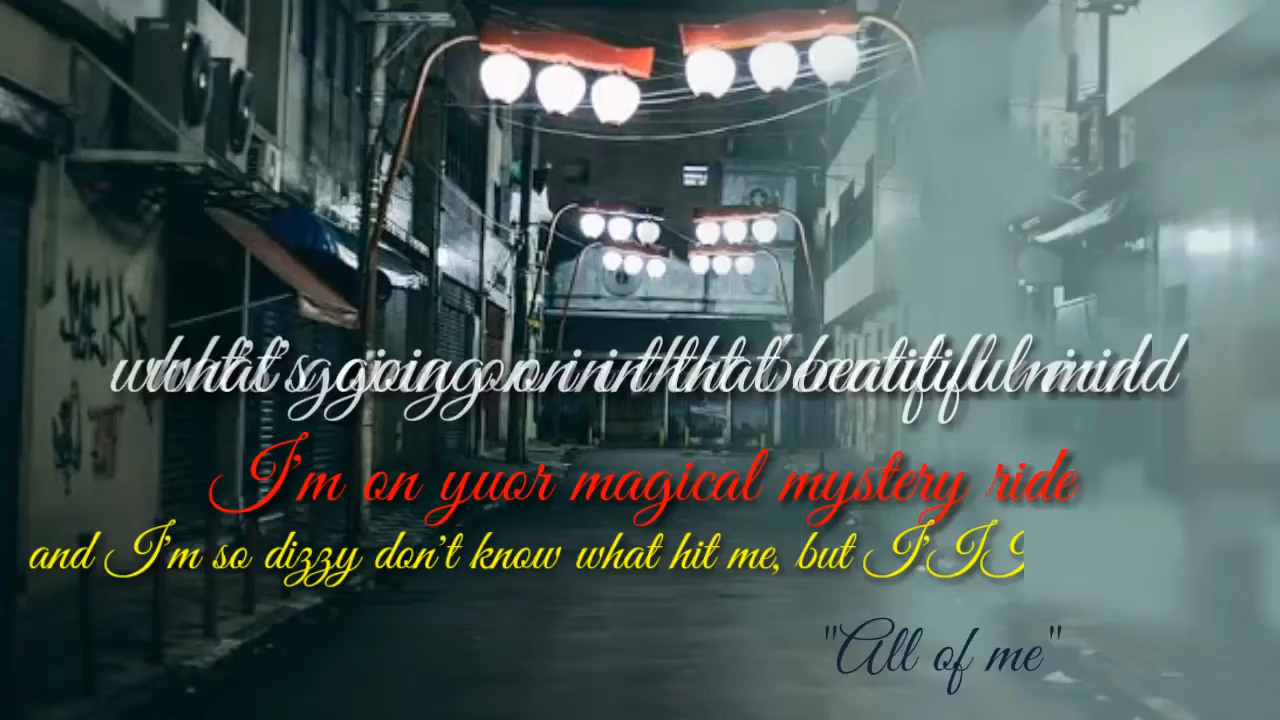 what's going on in that beatififul mind
I'm on yuor magical mystery ride
and I'm so dizzy don't know what hit me, but I'
"All of me"